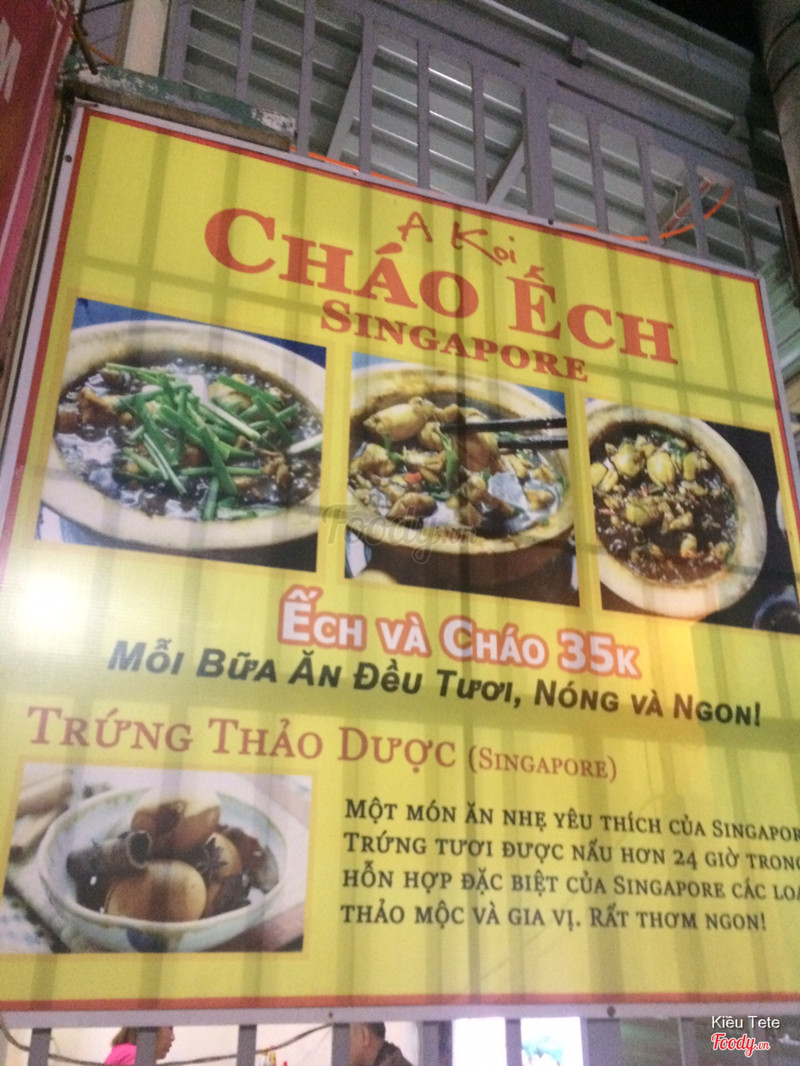 A Koi
CHÁO ẾCH
SINGAPORE
Foody.vn
ẾCH VÀ CHÁO 35K
MỖI BỮA ĂN ĐỀU TƯƠI, NÓNG VÀ NGON!
TRỨNG THẢO DƯỢC (SINGAPORE)
MỘT MÓN ĂN NHẸ YÊU THÍCH CỦA SINGAPOR
TRỨNG TƯƠI ĐƯỢC NẤU HƠN 24 GIỜ TRONG
HỖN HỢP ĐẶC BIỆT CỦA SINGAPORE CÁC LOẠ
THẢO MỘC VÀ GIA VỊ. RẤT THƠM NGON!
Kiều Tete
Foody.vn